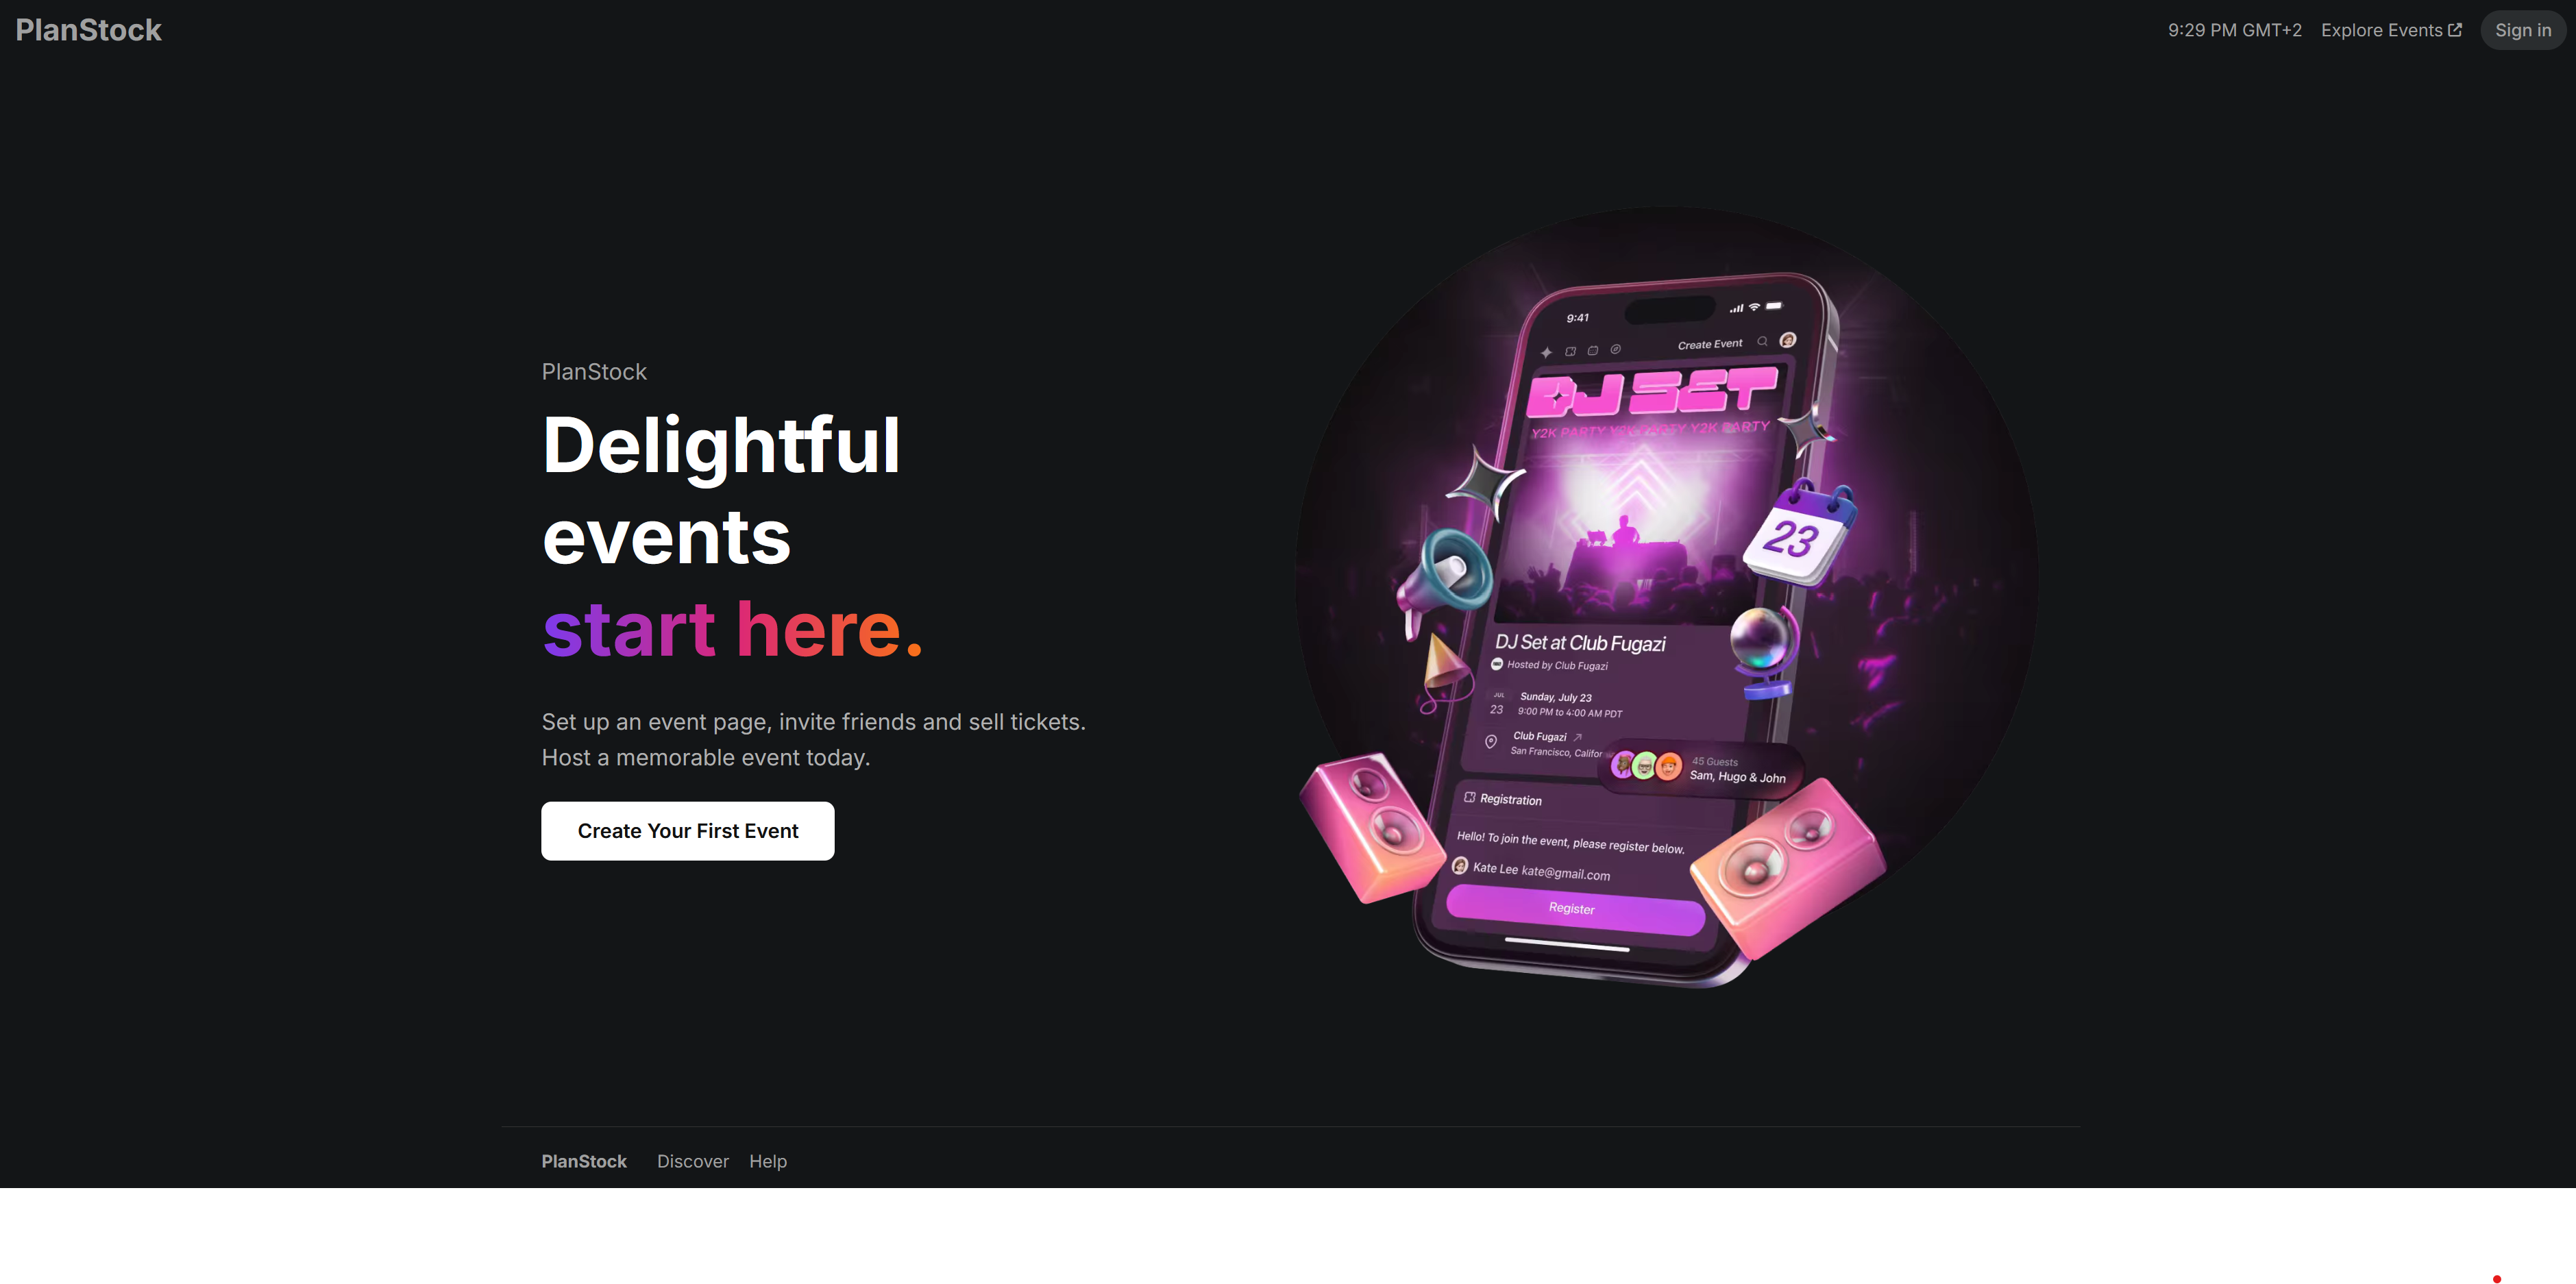 PlanStock
9:29 PM GMT+2
Explore Events
Sign in
PlanStock
Delightful
events
start here.
Set up an event page, invite friends and sell tickets.
Host a memorable event today.
Create Your First Event
9:41
Create Event
DJ SET
Y2K PARTY Y2K PARTY Y2K PARTY
23
DJ Set at Club Fugazi
Hosted by Club Fugazi
JUL
23
Sunday, July 23
9:00 PM to 4:00 AM PDT
Club Fugazi
San Francisco, Califor
45 Guests
Sam, Hugo & John
Registration
Hello! To join the event, please register below.
Kate Lee kate@gmail.com
Register
PlanStock
Discover
Help